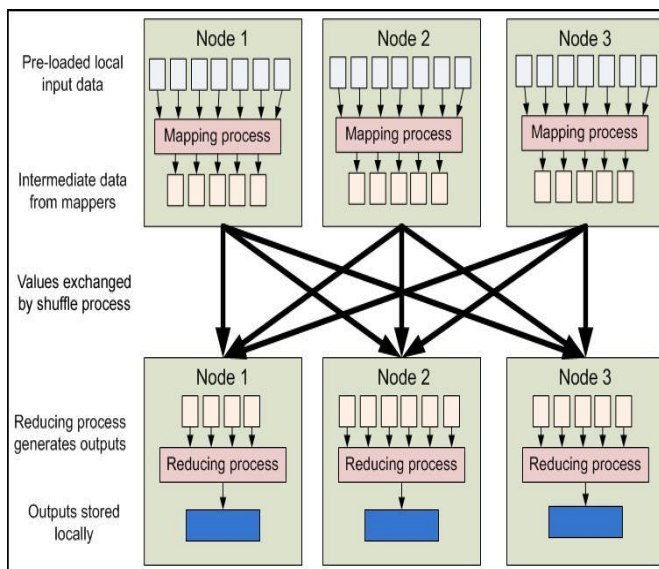 Node 1
Node 2
Node 3
Pre-loaded local
input data
Mapping process
Mapping process
Mapping process
Intermediate data
from mappers
Values exchanged
by shuffle process
Node 1
Node 2
Node 3
Reducing process
generates outputs
Reducing process
Reducing process
Reducing process
Outputs stored
locally